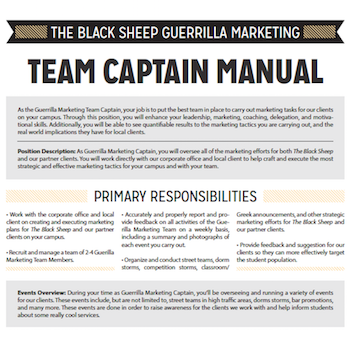 THE BLACK SHEEP GUERRILLA MARKETING
TEAM CAPTAIN MANUAL
As the Guerrilla Marketing Team Captain, your job is to put the best team in place to carry out marketing tasks for our clients
on your campus. Through this position, you will enhance your leadership, marketing, coaching, delegation, and motiva-
tional skills. Additionally, you will be able to see quantifiable results to the marketing tactics you are carrying out, and the
real world implications they have for local clients.
Position Description: As Guerrilla Marketing Captain, you will oversee all of the marketing efforts for both The Black Sheep
and our partner clients. You will work directly with our corporate office and local client to help craft and execute the most
strategic and effective marketing tactics for your campus and with your team.
PRIMARY RESPONSIBILITIES
• Work with the corporate office and local
client on creating and executing marketing
plans for The Black Sheep and our partner
clients on your campus.
• Recruit and manage a team of 2-4 Guerilla
Marketing Team Members.
• Accurately and properly report and pro-
vide feedback on all activities of the Gue-
rilla Marketing Team on a weekly basis,
including a summary and photographs of
each event you carry out.
• Organize and conduct street teams, dorm
storms, competition storms, classroom/
Greek announcements, and other strategic
marketing efforts for The Black Sheep and
our clients.
• Provide feedback and suggestion for our
clients so they can more effectively target
the student population.
Events Overview: During your time as Guerrilla Marketing Captain, you'll be overseeing and running a variety of events
for our clients. These events include, but are not limited to, street teams in high traffic areas, dorms storms, bar promotions,
and many more. These events are done in order to raise awareness for the clients we work with and help inform students
about some really cool services.